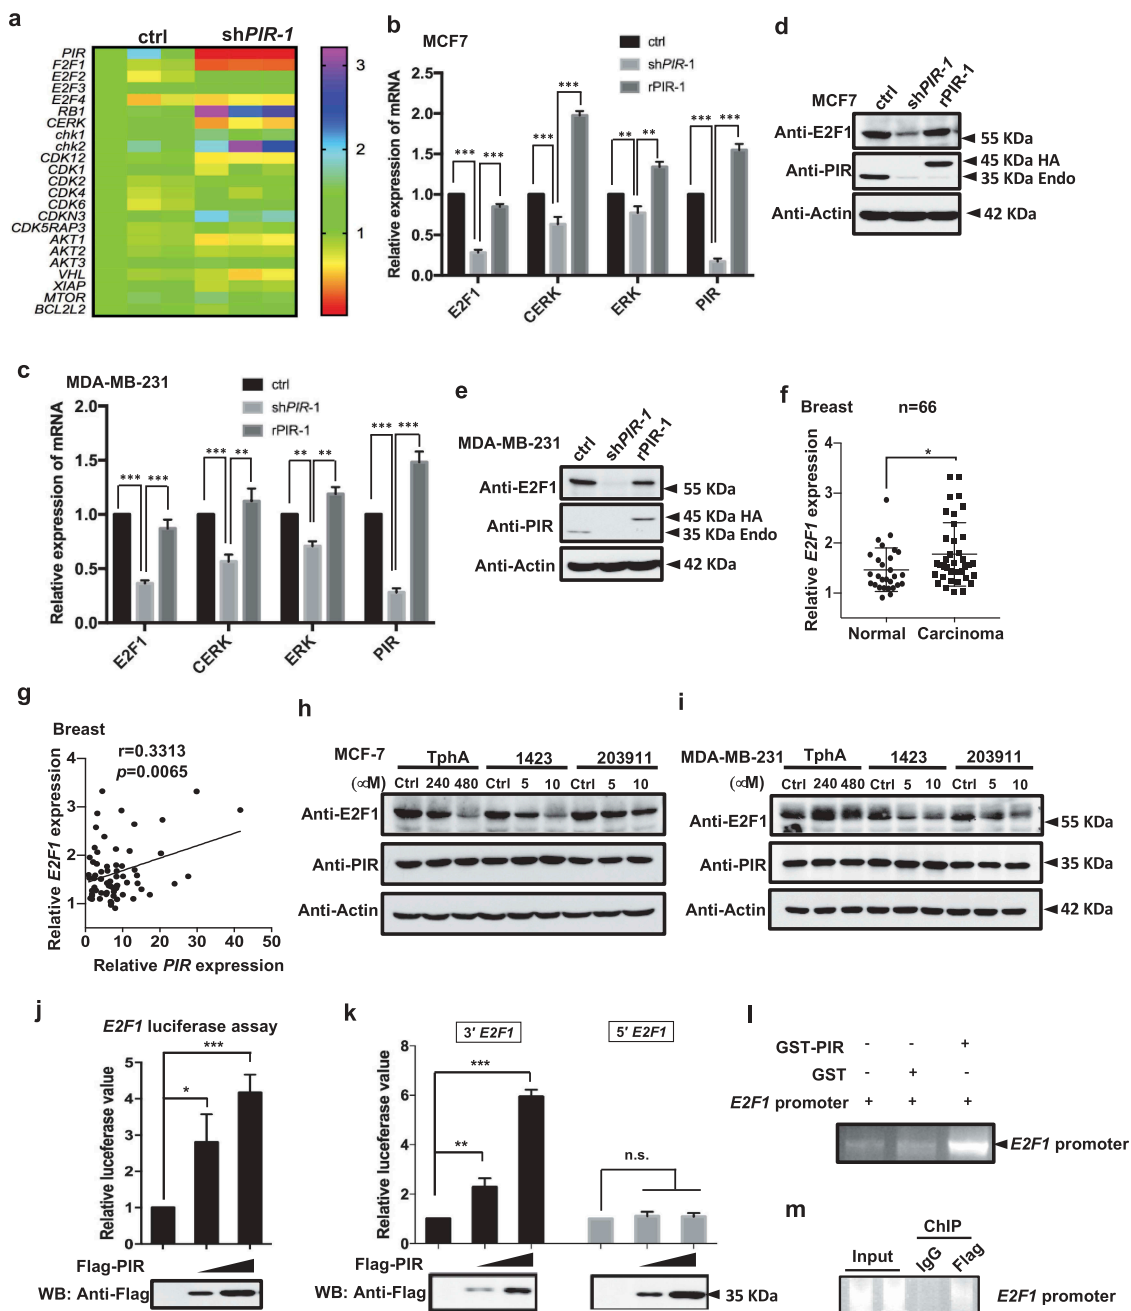 a
ctrl
shPIR-1
PIR
F2F1
E2F2
E2F3
E2F4
RB1
CERK
chk1
chk2
CDK12
CDK1
CDK2
CDK4
CDK6
CDKN3
CDK5RAP3
AKT1
AKT2
AKT3
VHL
XIAP
MTOR
BCL2L2
3
2
1
b
MCF7
ctrl
shPIR-1
rPIR-1
Relative expression of mRNA
2.5
2.0
1.5
1.0
0.5
0.0
*** ***
*** ***
** **
*** ***
E2F1 CERK ERK PIR
d
MCF7
ctrl shPIR-1 rPIR-1
Anti-E2F1
55 KDa
Anti-PIR
45 KDa HA
35 KDa Endo
Anti-Actin
42 KDa
c
MDA-MB-231
ctrl
shPIR-1
rPIR-1
Relative expression of mRNA
2.0
1.5
1.0
0.5
0.0
*** ***
*** **
** **
*** ***
E2F1 CERK ERK PIR
e
MDA-MB-231
ctrl shPIR-1 rPIR-1
Anti-E2F1
55 KDa
Anti-PIR
45 KDa HA
35 KDa Endo
Anti-Actin
42 KDa
f
Breast n=66
Relative E2F1 expression
4
3
2
1
*
Normal Carcinoma
g
Breast
r=0.3313
p=0.0065
Relative E2F1 expression
4
3
2
1
0 10 20 30 40 50
Relative PIR expression
h
MCF-7 TphA 1423 203911
(∝M) Ctrl 240 480 Ctrl 5 10 Ctrl 5 10
Anti-E2F1
Anti-PIR
Anti-Actin
i
MDA-MB-231 TphA 1423 203911
(∝M) Ctrl 240 480 Ctrl 5 10 Ctrl 5 10
Anti-E2F1
55 KDa
Anti-PIR
35 KDa
Anti-Actin
42 KDa
j
E2F1 luciferase assay
Relative luceferase value
5
4
3
2
1
0
***
*
Flag-PIR
WB: Anti-Flag
k
3′ E2F1
5′ E2F1
Relative luceferase value
8
6
4
2
0
***
**
n.s.
Flag-PIR
WB: Anti-Flag
35 KDa
l
GST-PIR - - +
GST - + -
E2F1 promoter + + +
E2F1 promoter
m
ChIP
Input IgG Flag
E2F1 promoter